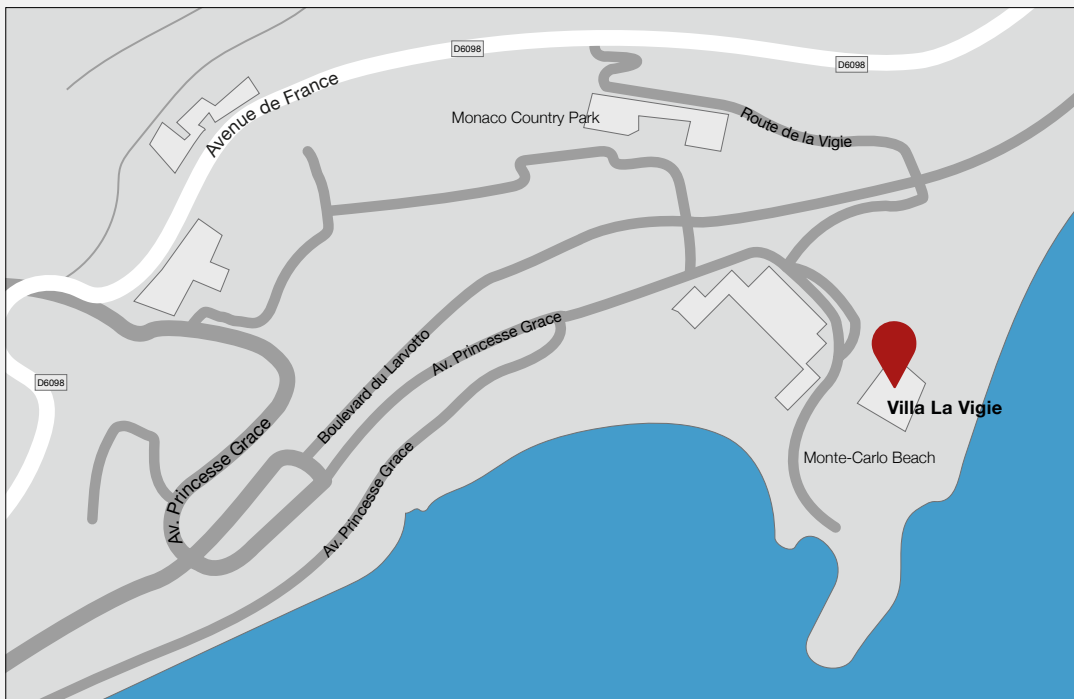 D6098
D6098
Avenue de France
Monaco Country Park
Route de la Vigie
Boulevard du Larvotto
Av. Princesse Grace
D6098
Villa La Vigie
Av. Princesse Grace
Monte-Carlo Beach
Av. Princesse Grace